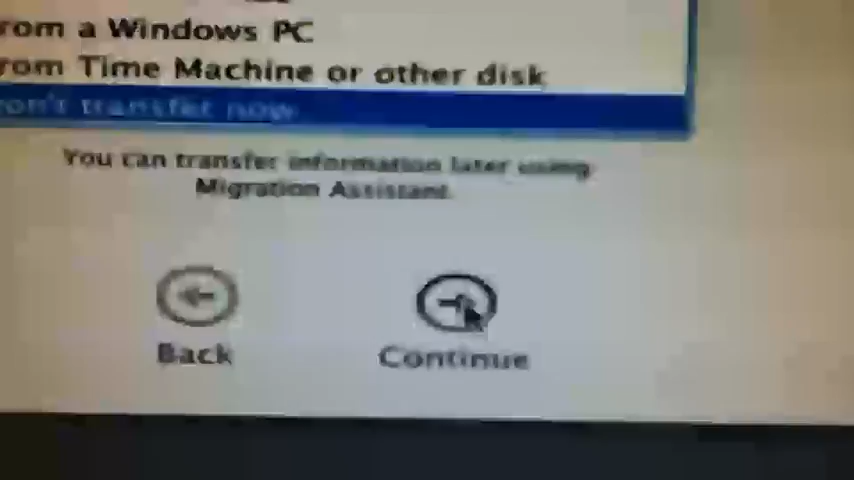 rom a Windows PC
rom Time Machine or other disk
on't transfer now
You can transfer information later using
Migration Assistant.
Back
Continue